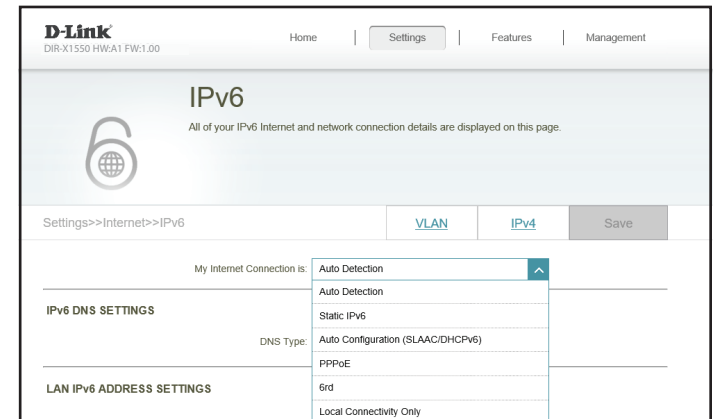 D-Link
DIR-X1550 HW:A1 FW:1.00
Home | Settings | Features | Management
IPv6
All of your IPv6 Internet and network connection details are displayed on this page.
Settings>>Internet>>IPv6
VLAN
IPv4
Save
My Internet Connection is: Auto Detection
Auto Detection
IPv6 DNS SETTINGS
Static IPv6
DNS Type: Auto Configuration (SLAAC/DHCPv6)
PPPoE
LAN IPv6 ADDRESS SETTINGS
6rd
Local Connectivity Only